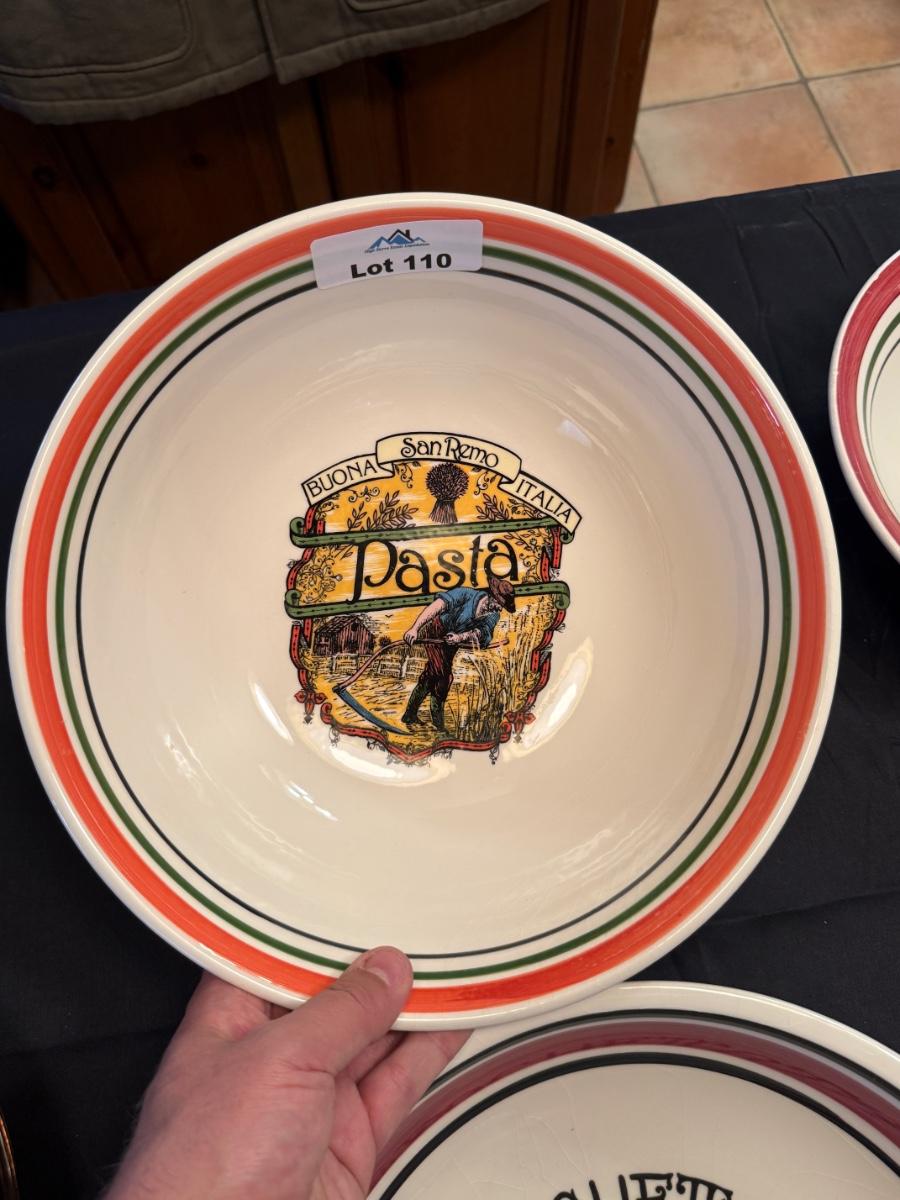 Lot 110
San Remo
BUONA ITALIA
Pasta